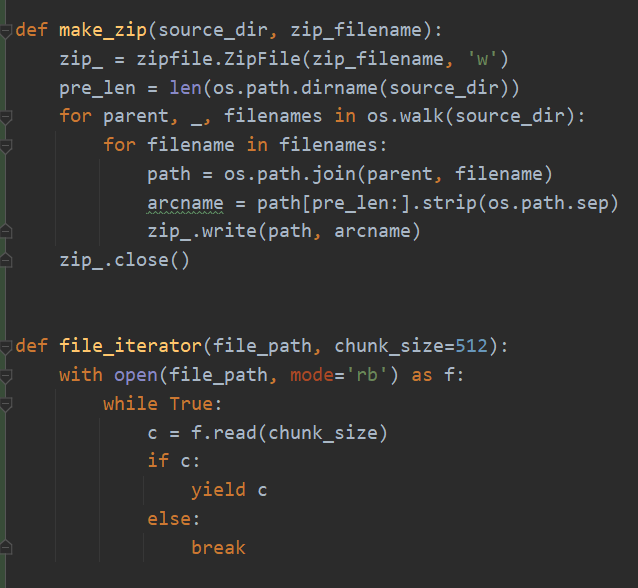 def make_zip(source_dir, zip_filename):
    zip_ = zipfile.ZipFile(zip_filename, 'w')
    pre_len = len(os.path.dirname(source_dir))
    for parent, _, filenames in os.walk(source_dir):
        for filename in filenames:
            path = os.path.join(parent, filename)
            arcname = path[pre_len:].strip(os.path.sep)
            zip_.write(path, arcname)
    zip_.close()
def file_iterator(file_path, chunk_size=512):
    with open(file_path, mode='rb') as f:
        while True:
            c = f.read(chunk_size)
            if c:
                yield c
            else:
                break